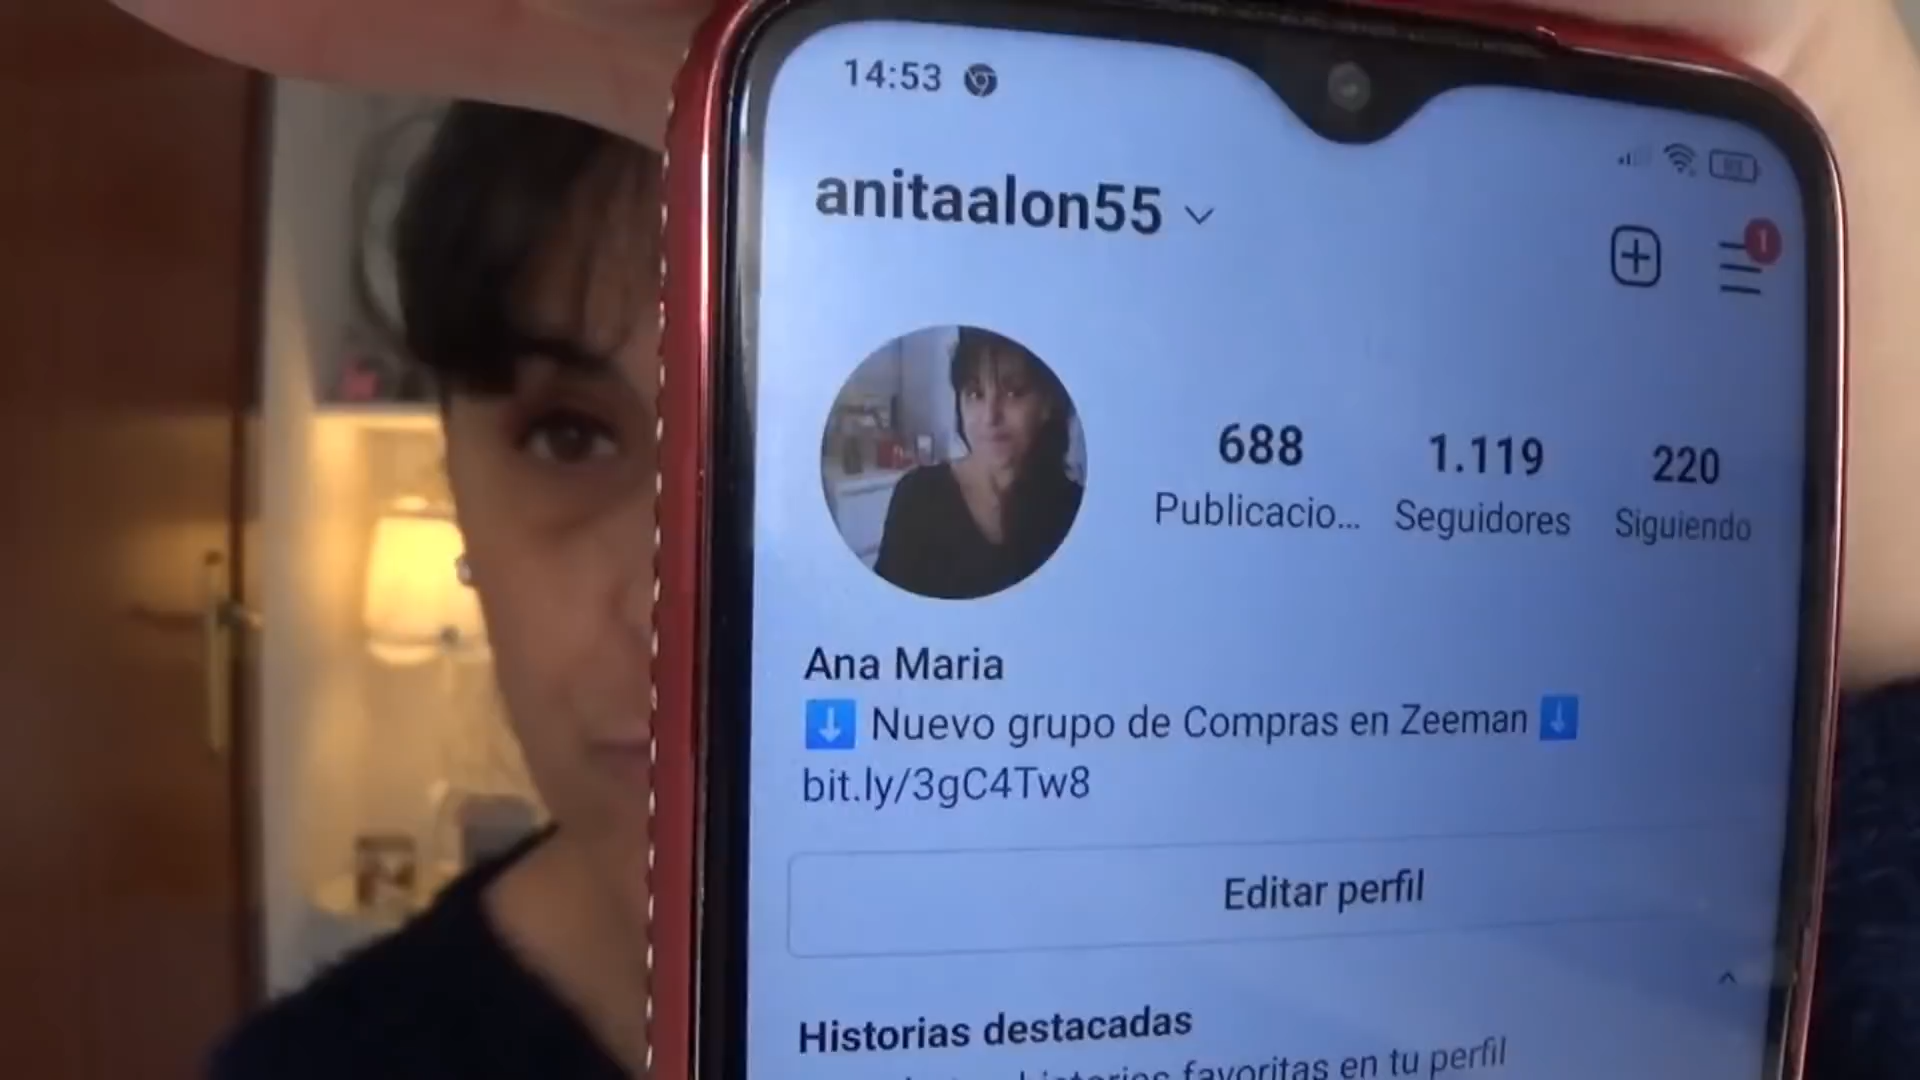 14:53
anitaalon55
1
688 1.119 220
Publicacio... Seguidores Siguiendo
Ana Maria
⬇️ Nuevo grupo de Compras en Zeeman ⬇️
bit.ly/3gC4Tw8
Editar perfil
Historias destacadas
favoritas en tu perfil